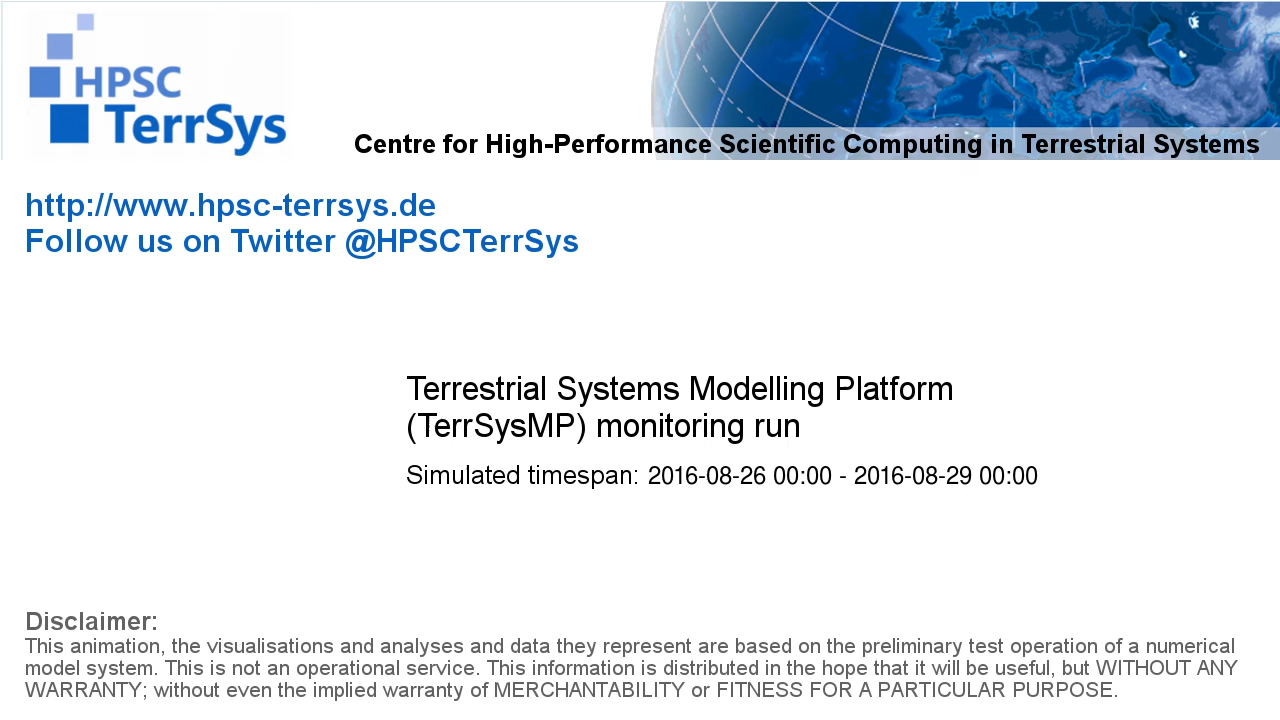 HPSC
TerrSys
Centre for High-Performance Scientific Computing in Terrestrial Systems
http://www.hpsc-terrsys.de
Follow us on Twitter @HPSCTerrSys
Terrestrial Systems Modelling Platform
(TerrSysMP) monitoring run
Simulated timespan: 2016-08-26 00:00 - 2016-08-29 00:00
Disclaimer:
This animation, the visualisations and analyses and data they represent are based on the preliminary test operation of a numerical
model system. This is not an operational service. This information is distributed in the hope that it will be useful, but WITHOUT ANY
WARRANTY; without even the implied warranty of MERCHANTABILITY or FITNESS FOR A PARTICULAR PURPOSE.